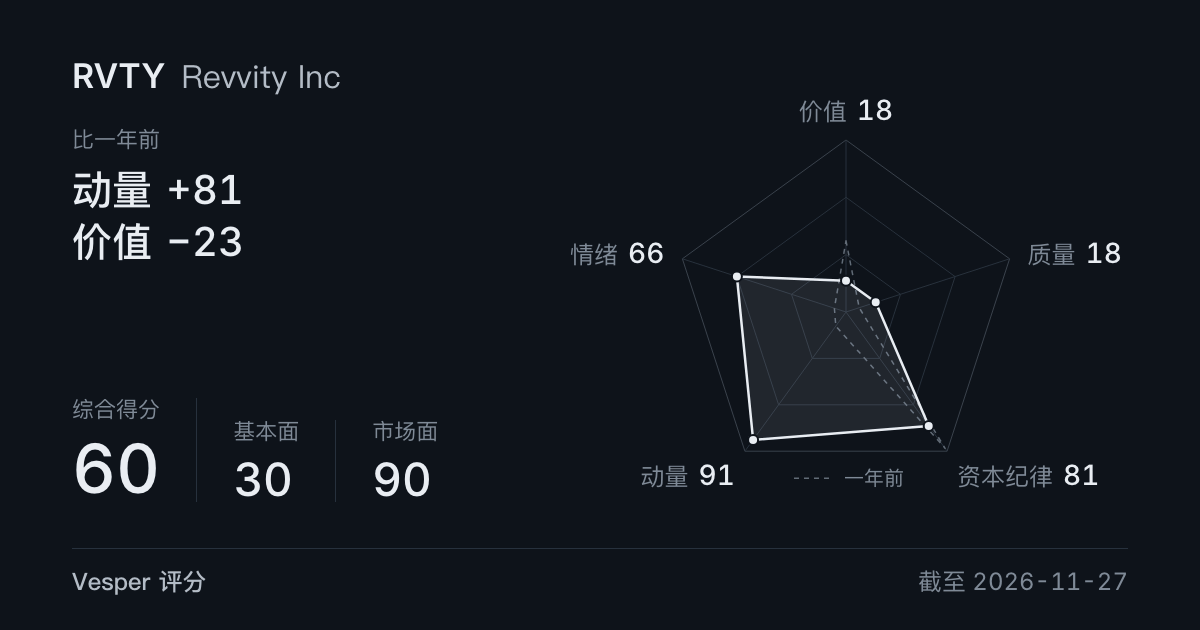 RVTY Revvity Inc
比一年前
动量 +81
价值 −23
综合得分
60
基本面
30
市场面
90
价值 18
质量 18
资本纪律 81
动量 91
情绪 66
一年前
Vesper 评分
截至 2026-11-27